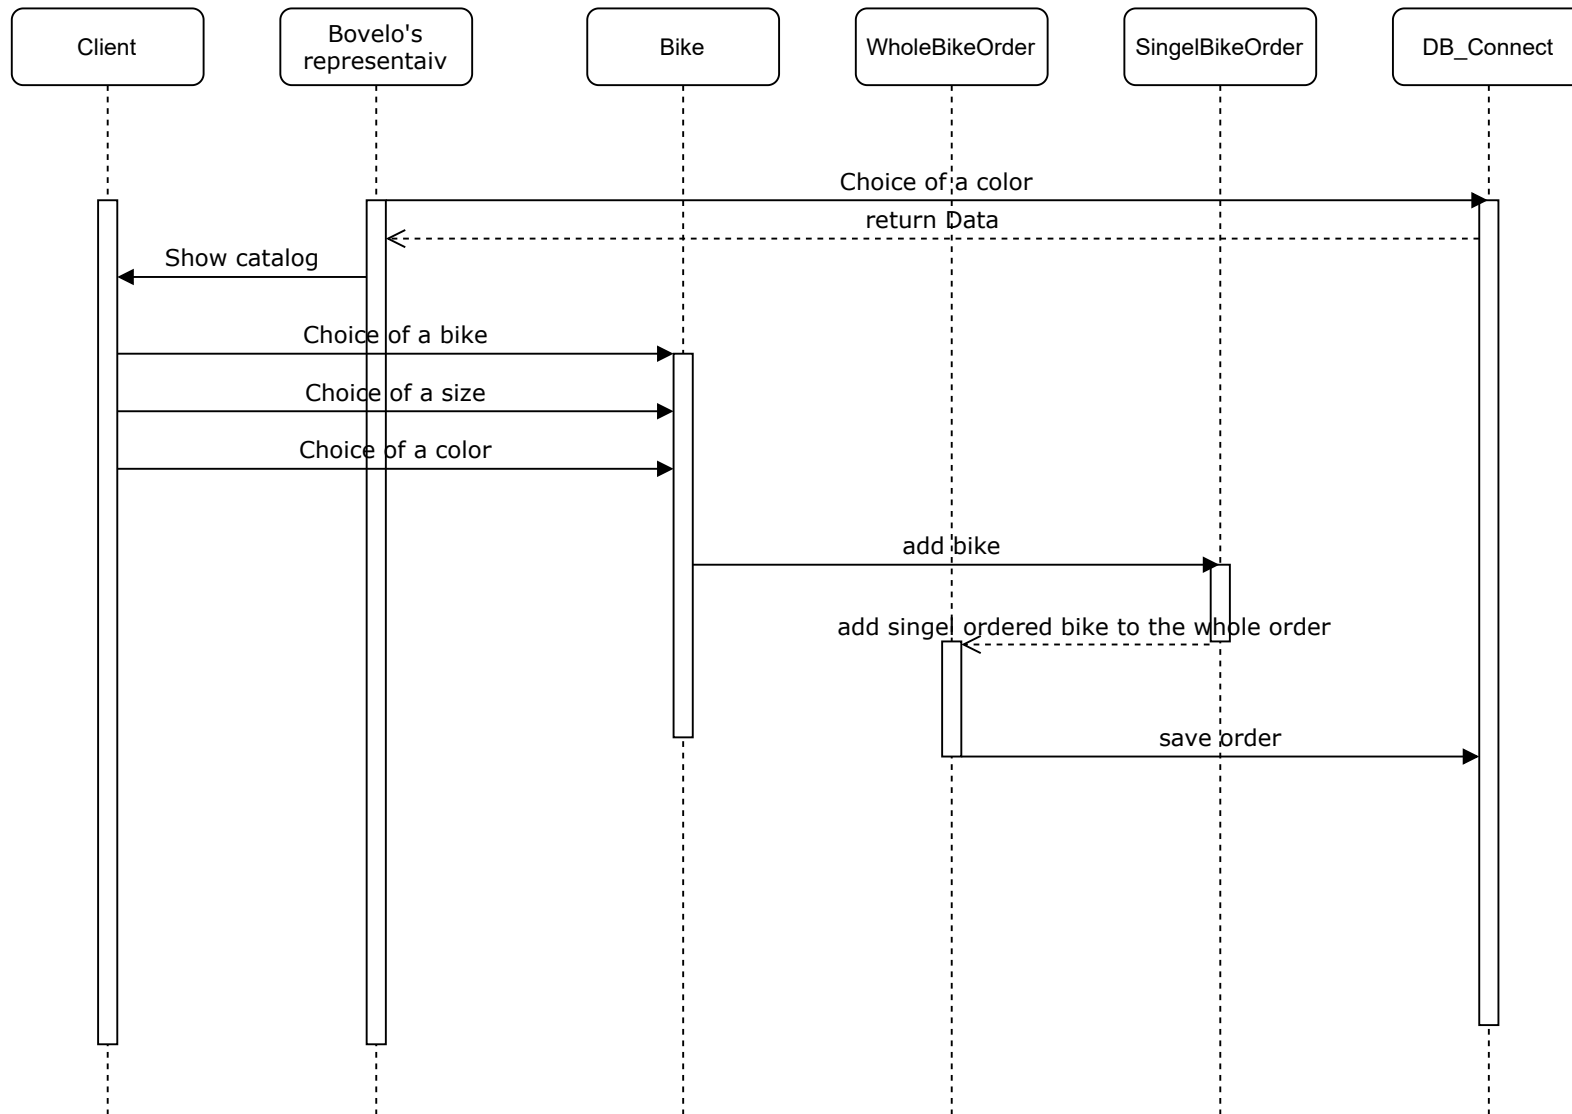 Client
Bovelo's
representaiv
Bike
WholeBikeOrder
SingelBikeOrder
DB_Connect
Choice of a color
return Data
Show catalog
Choice of a bike
Choice of a size
Choice of a color
add bike
add singel ordered bike to the whole order
save order